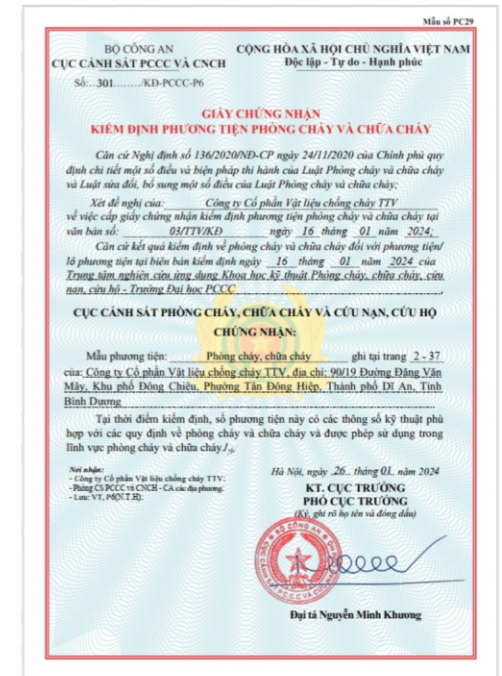 Mẫu số PC29
BỘ CÔNG AN
CỤC CẢNH SÁT PCCC VÀ CNCH
Số:..301......../KĐ-PCCC-P6
CỘNG HÒA XÃ HỘI CHỦ NGHĨA VIỆT NAM
Độc lập - Tự do - Hạnh phúc
GIẤY CHỨNG NHẬN
KIỂM ĐỊNH PHƯƠNG TIỆN PHÒNG CHÁY VÀ CHỮA CHÁY
Căn cứ Nghị định số 136/2020/NĐ-CP ngày 24/11/2020 của Chính phủ quy
định chi tiết một số điều và biện pháp thi hành của Luật Phòng cháy và chữa cháy
và Luật sửa đổi, bổ sung một số điều của Luật Phòng cháy và chữa cháy;
Xét đề nghị của: Công ty Cổ phần Vật liệu chống cháy TTV
về việc cấp giấy chứng nhận kiểm định phương tiện phòng cháy và chữa cháy tại
văn bản số: 03/TTV/KĐ ngày 16 tháng 01 năm 2024;
Căn cứ kết quả kiểm định về phòng cháy và chữa cháy đối với phương tiện/
lô phương tiện tại biên bản kiểm định ngày 16 tháng 01 năm 2024 của
Trung tâm nghiên cứu ứng dụng Khoa học kỹ thuật Phòng cháy, chữa cháy, cứu
nạn, cứu hộ - Trường Đại học PCCC
CỤC CẢNH SÁT PHÒNG CHÁY, CHỮA CHÁY VÀ CỨU NẠN, CỨU HỘ
CHỨNG NHẬN:
Mẫu phương tiện: Phòng cháy, chữa cháy ghi tại trang 2 - 37
của: Công ty Cổ phần Vật liệu chống cháy TTV, địa chỉ: 90/19 Đường Đặng Văn
Mây, Khu phố Đông Chiêu, Phường Tân Đông Hiệp, Thành phố Dĩ An, Tỉnh
Bình Dương
Tại thời điểm kiểm định, số phương tiện này có các thông số kỹ thuật phù
hợp với các quy định về phòng cháy và chữa cháy và được phép sử dụng trong
lĩnh vực phòng cháy và chữa cháy./.
Nơi nhận:
- Công ty Cổ phần Vật liệu chống cháy TTV;
- Phòng CS PCCC và CNCH - CA các địa phương;
- Lưu: VT, P6(N.T.H);
Hà Nội, ngày .26.. tháng 01. năm 2024
KT. CỤC TRƯỞNG
PHÓ CỤC TRƯỞNG
(Ký, ghi rõ họ tên và đóng dấu)
Đại tá Nguyễn Minh Khương